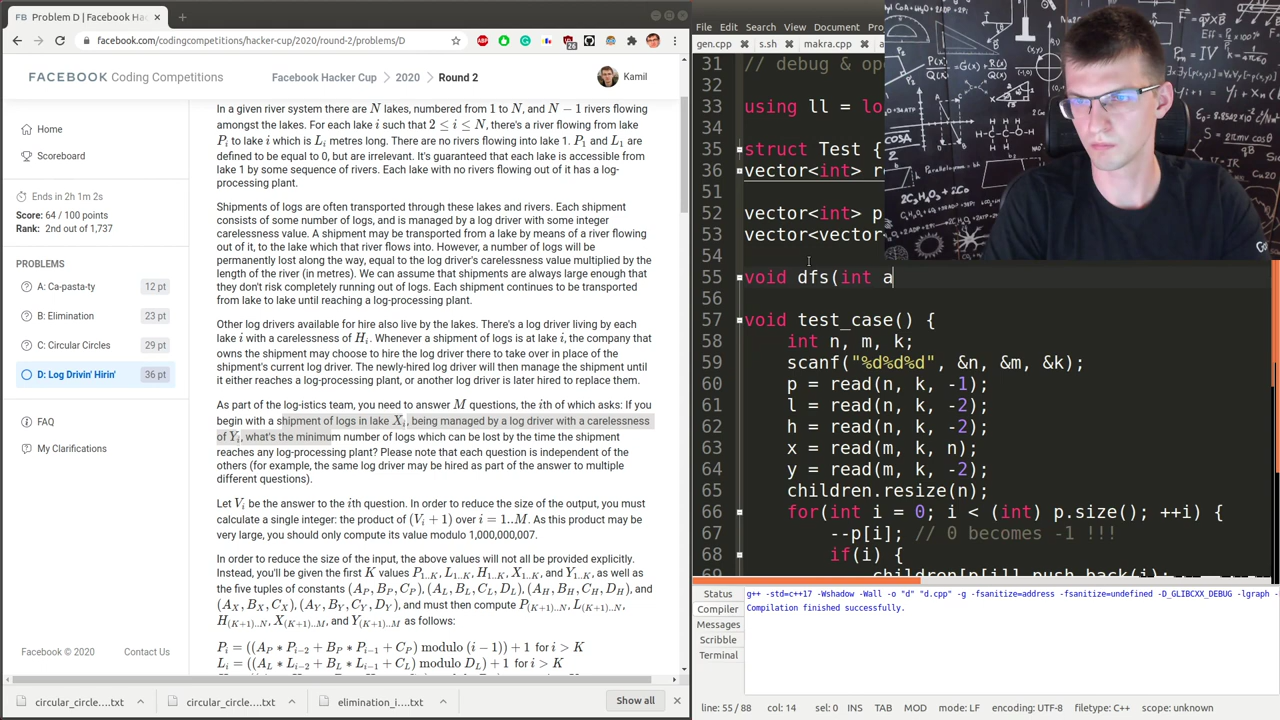 FB Problem D | Facebook Hack
facebook.com/codingcompetitions/hacker-cup/2020/round-2/problems/D
FACEBOOK Coding Competitions
Facebook Hacker Cup
2020
Round 2
Kamil
Home
Scoreboard
Ends in 2h 1m 2s
Score: 64 / 100 points
Rank: 2nd out of 1,737
PROBLEMS
A: Ca-pasta-ty 12 pt
B: Elimination 23 pt
C: Circular Circles 29 pt
D: Log Drivin' Hirin' 36 pt
FAQ
My Clarifications
Facebook © 2020 Contact Us
In a given river system there are N lakes, numbered from 1 to N, and N − 1 rivers flowing
amongst the lakes. For each lake i such that 2 ≤ i ≤ N, there's a river flowing from lake
P_i to lake i which is L_i metres long. There are no rivers flowing into lake 1. P_1 and L_1 are
defined to be equal to 0, but are irrelevant. It's guaranteed that each lake is accessible from
lake 1 by some sequence of rivers. Each lake with no rivers flowing out of it has a log-
processing plant.
Shipments of logs are often transported through these lakes and rivers. Each shipment
consists of some number of logs, and is managed by a log driver with some integer
carelessness value. A shipment may be transported from a lake by means of a river flowing
out of it, to the lake which that river flows into. However, a number of logs will be
permanently lost along the way, equal to the log driver's carelessness value multiplied by the
length of the river (in metres). We can assume that shipments are always large enough that
they don't risk completely running out of logs. Each shipment continues to be transported
from lake to lake until reaching a log-processing plant.
Other log drivers available for hire also live by the lakes. There's a log driver living by each
lake i with a carelessness of H_i. Whenever a shipment of logs is at lake i, the company that
owns the shipment may choose to hire the log driver there to take over in place of the
shipment's current log driver. The newly-hired log driver will then manage the shipment until
it either reaches a log-processing plant, or another log driver is later hired to replace them.
As part of the log-istics team, you need to answer M questions, the ith of which asks: If you
begin with a shipment of logs in lake X_i, being managed by a log driver with a carelessness
of Y_i, what's the minimum number of logs which can be lost by the time the shipment
reaches any log-processing plant? Please note that each question is independent of the
others (for example, the same log driver may be hired as part of the answer to multiple
different questions).
Let V_i be the answer to the ith question. In order to reduce the size of the output, you must
calculate a single integer: the product of (V_i + 1) over i = 1..M. As this product may be
very large, you should only compute its value modulo 1,000,000,007.
In order to reduce the size of the input, the above values will not all be provided explicitly.
Instead, you'll be given the first K values P_1..K, L_1..K, H_1..K, X_1..K, and Y_1..K, as well as
the five tuples of constants (A_P, B_P, C_P), (A_L, B_L, C_L, D_L), (A_H, B_H, C_H, D_H), and
(A_X, B_X, C_X), (A_Y, B_Y, C_Y, D_Y), and must then compute P_(K+1)..N, L_(K+1)..N,
H_(K+1)..N, X_(K+1)..M, and Y_(K+1)..M as follows:
P_i = ((A_P * P_i−2 + B_P * P_i−1 + C_P) modulo (i − 1)) + 1 for i > K
L_i = ((A_L * L_i−2 + B_L * L_i−1 + C_L) modulo D_L) + 1 for i > K
circular_circle....txt
circular_circle....txt
elimination_i....txt
Show all
File Edit Search View Document
gen.cpp s.sh makra.cpp
31 // debug & op
32
33 using ll = lo
34
35 struct Test {
36 vector<int> r
51
52 vector<int> p
53 vector<vector
54
55 void dfs(int a
56
57 void test_case() {
58 int n, m, k;
59 scanf("%d%d%d", &n, &m, &k);
60 p = read(n, k, -1);
61 l = read(n, k, -2);
62 h = read(n, k, -2);
63 x = read(m, k, n);
64 y = read(m, k, -2);
65 children.resize(n);
66 for(int i = 0; i < (int) p.size(); ++i) {
67 --p[i]; // 0 becomes -1 !!!
68 if(i) {
69 children[p[i]].push_back(i);
Status
Compiler
Messages
Scribble
Terminal
g++ -std=c++17 -Wshadow -Wall -o "d" "d.cpp" -g -fsanitize=address -fsanitize=undefined -D_GLIBCXX_DEBUG -lgraph -
Compilation finished successfully.
line: 55 / 88 col: 14 sel: 0 INS TAB MOD mode: LF encoding: UTF-8 filetype: C++ scope: unknown